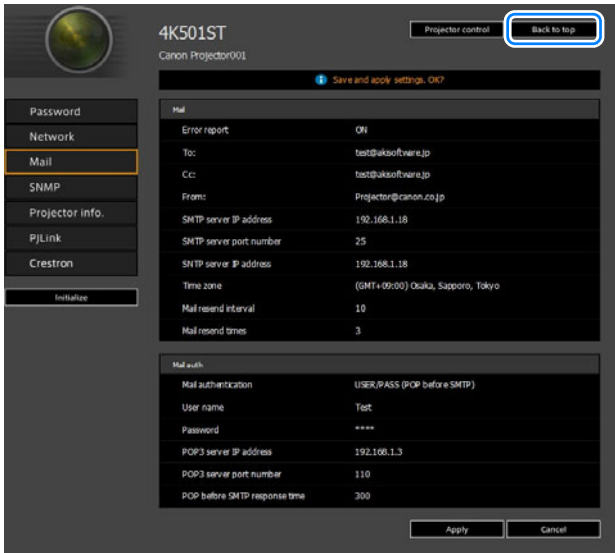 4K501ST
Projector control
Back to top
Canon Projector001
Save and apply settings. OK?
Password
Network
Mail
SNMP
Projector info.
PJLink
Crestron
Initialize
Mail
Error report ON
To: test@akisoftware.jp
Cc: test@akisoftware.jp
From: Projector@canon.co.jp
SMTP server IP address 192.168.1.18
SMTP server port number 25
SNTP server IP address 192.168.1.18
Time zone (GMT+09:00) Osaka, Sapporo, Tokyo
Mail resend interval 10
Mail resend times 3
Mail auth
Mail authentication USER/PASS (POP before SMTP)
User name Test
Password ****
POP3 server IP address 192.168.1.3
POP3 server port number 110
POP before SMTP response time 300
Apply
Cancel